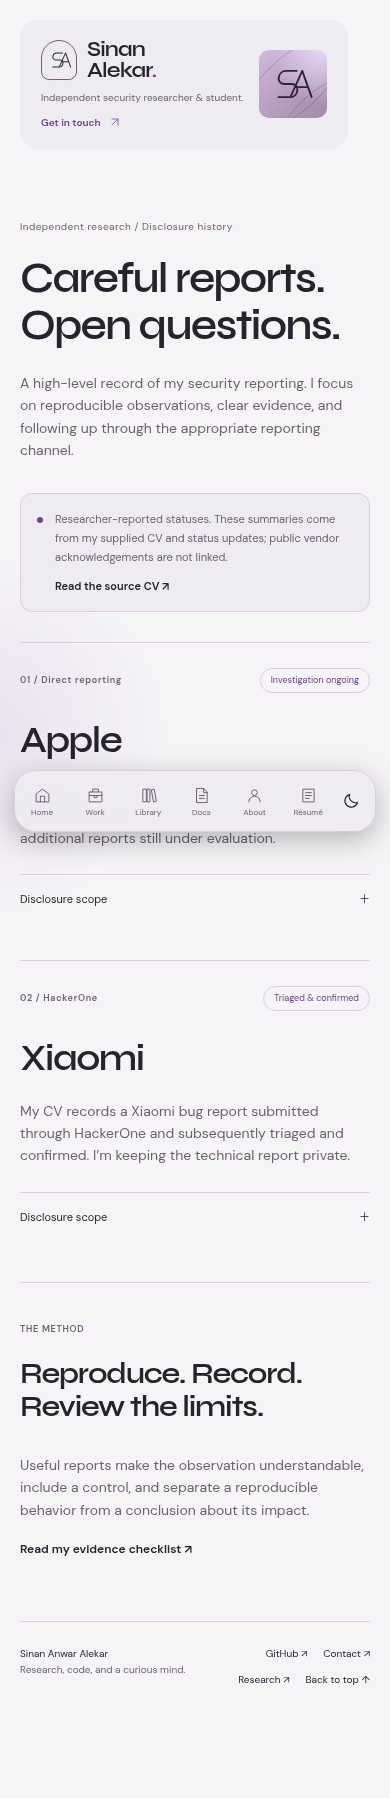 SA
Sinan
Alekar.
SA
Independent security researcher & student.
Get in touch ↗
Independent research / Disclosure history
Careful reports.
Open questions.
A high-level record of my security reporting. I focus
on reproducible observations, clear evidence, and
following up through the appropriate reporting
channel.
Researcher-reported statuses. These summaries come
from my supplied CV and status updates; public vendor
acknowledgements are not linked.
Read the source CV ↗
01 / Direct reporting
Investigation ongoing
Apple
Home Work Library Docs About Résumé
additional reports still under evaluation.
Disclosure scope +
02 / HackerOne
Triaged & confirmed
Xiaomi
My CV records a Xiaomi bug report submitted
through HackerOne and subsequently triaged and
confirmed. I’m keeping the technical report private.
Disclosure scope +
THE METHOD
Reproduce. Record.
Review the limits.
Useful reports make the observation understandable,
include a control, and separate a reproducible
behavior from a conclusion about its impact.
Read my evidence checklist ↗
Sinan Anwar Alekar
Research, code, and a curious mind.
GitHub ↗ Contact ↗
Research ↗ Back to top ↑